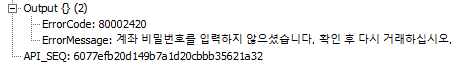 Output {} (2)
ErrorCode: 80002420
ErrorMessage: 계좌 비밀번호를 입력하지 않으셨습니다. 확인 후 다시 거래하십시오.
API_SEQ: 6077efb20d149b7a1d20cbbb35621a32